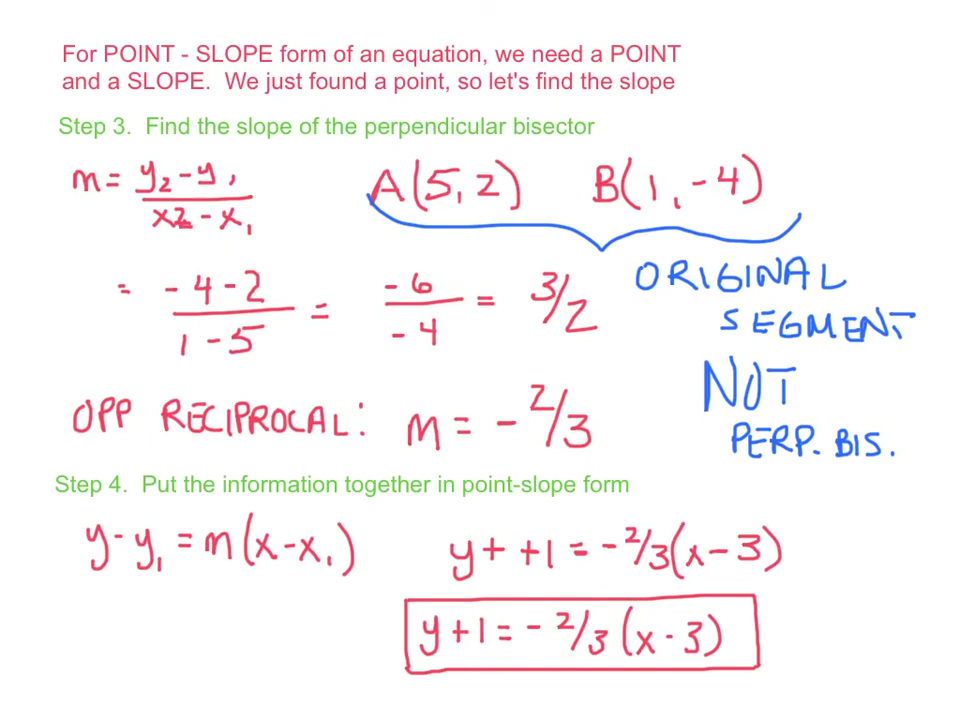 For POINT - SLOPE form of an equation, we need a POINT
and a SLOPE. We just found a point, so let's find the slope
Step 3. Find the slope of the perpendicular bisector
m = y₂ - y₁ / x₂ - x₁
A(5, 2) B(1, -4)
= -4 - 2 / 1 - 5 = -6 / -4 = 3/2
ORIGINAL
SEGMENT
NOT
PERP. BIS.
OPP RECIPROCAL: m = - 2/3
Step 4. Put the information together in point-slope form
y - y₁ = m(x - x₁)
y + +1 = - 2/3(x - 3)
y + 1 = - 2/3 (x - 3)